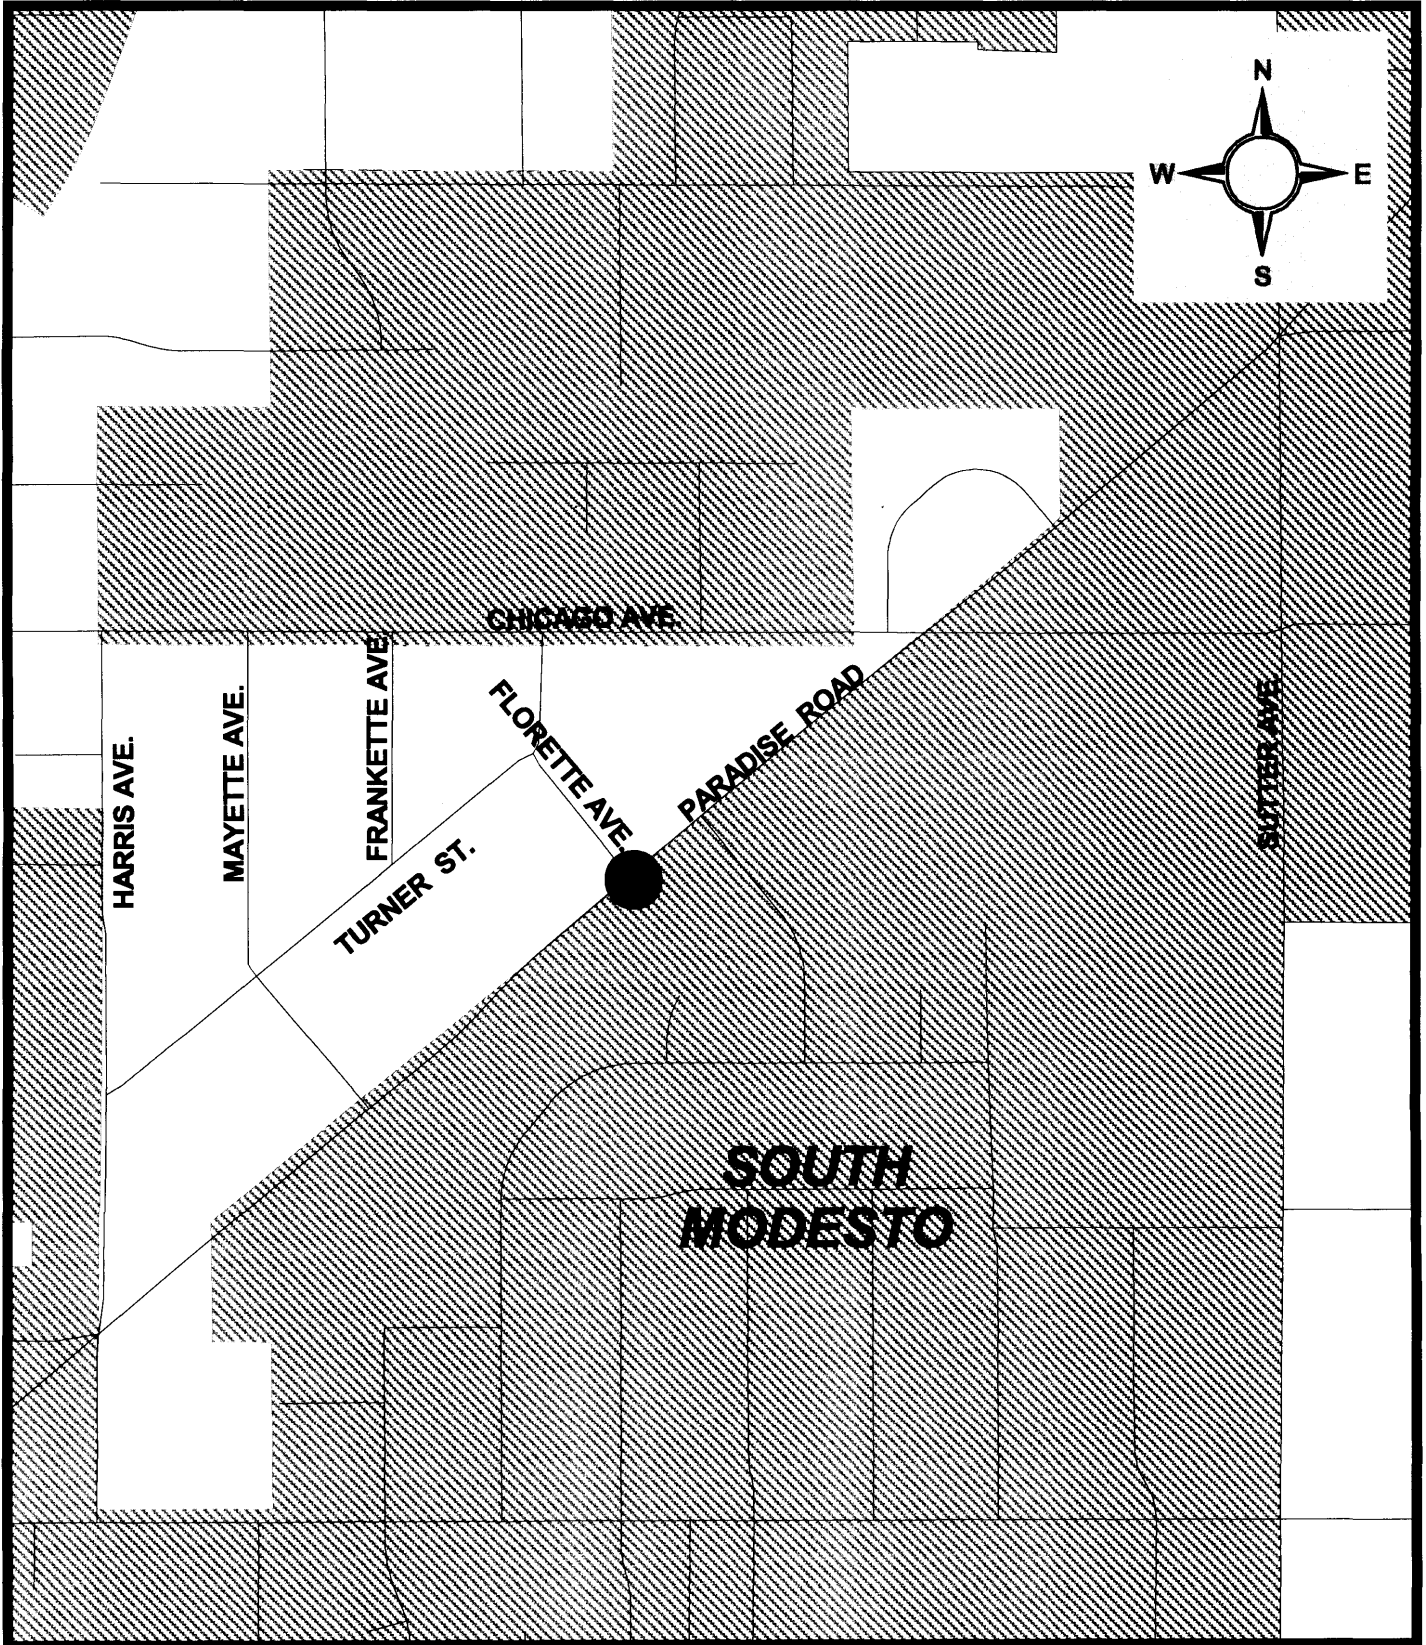 N
W
E
S
CHICAGO AVE.
FRANKETTE AVE.
FLORETTE AVE.
PARADISE ROAD
MAYETTE AVE.
HARRIS AVE.
SUTTER AVE.
TURNER ST.
SOUTH
MODESTO